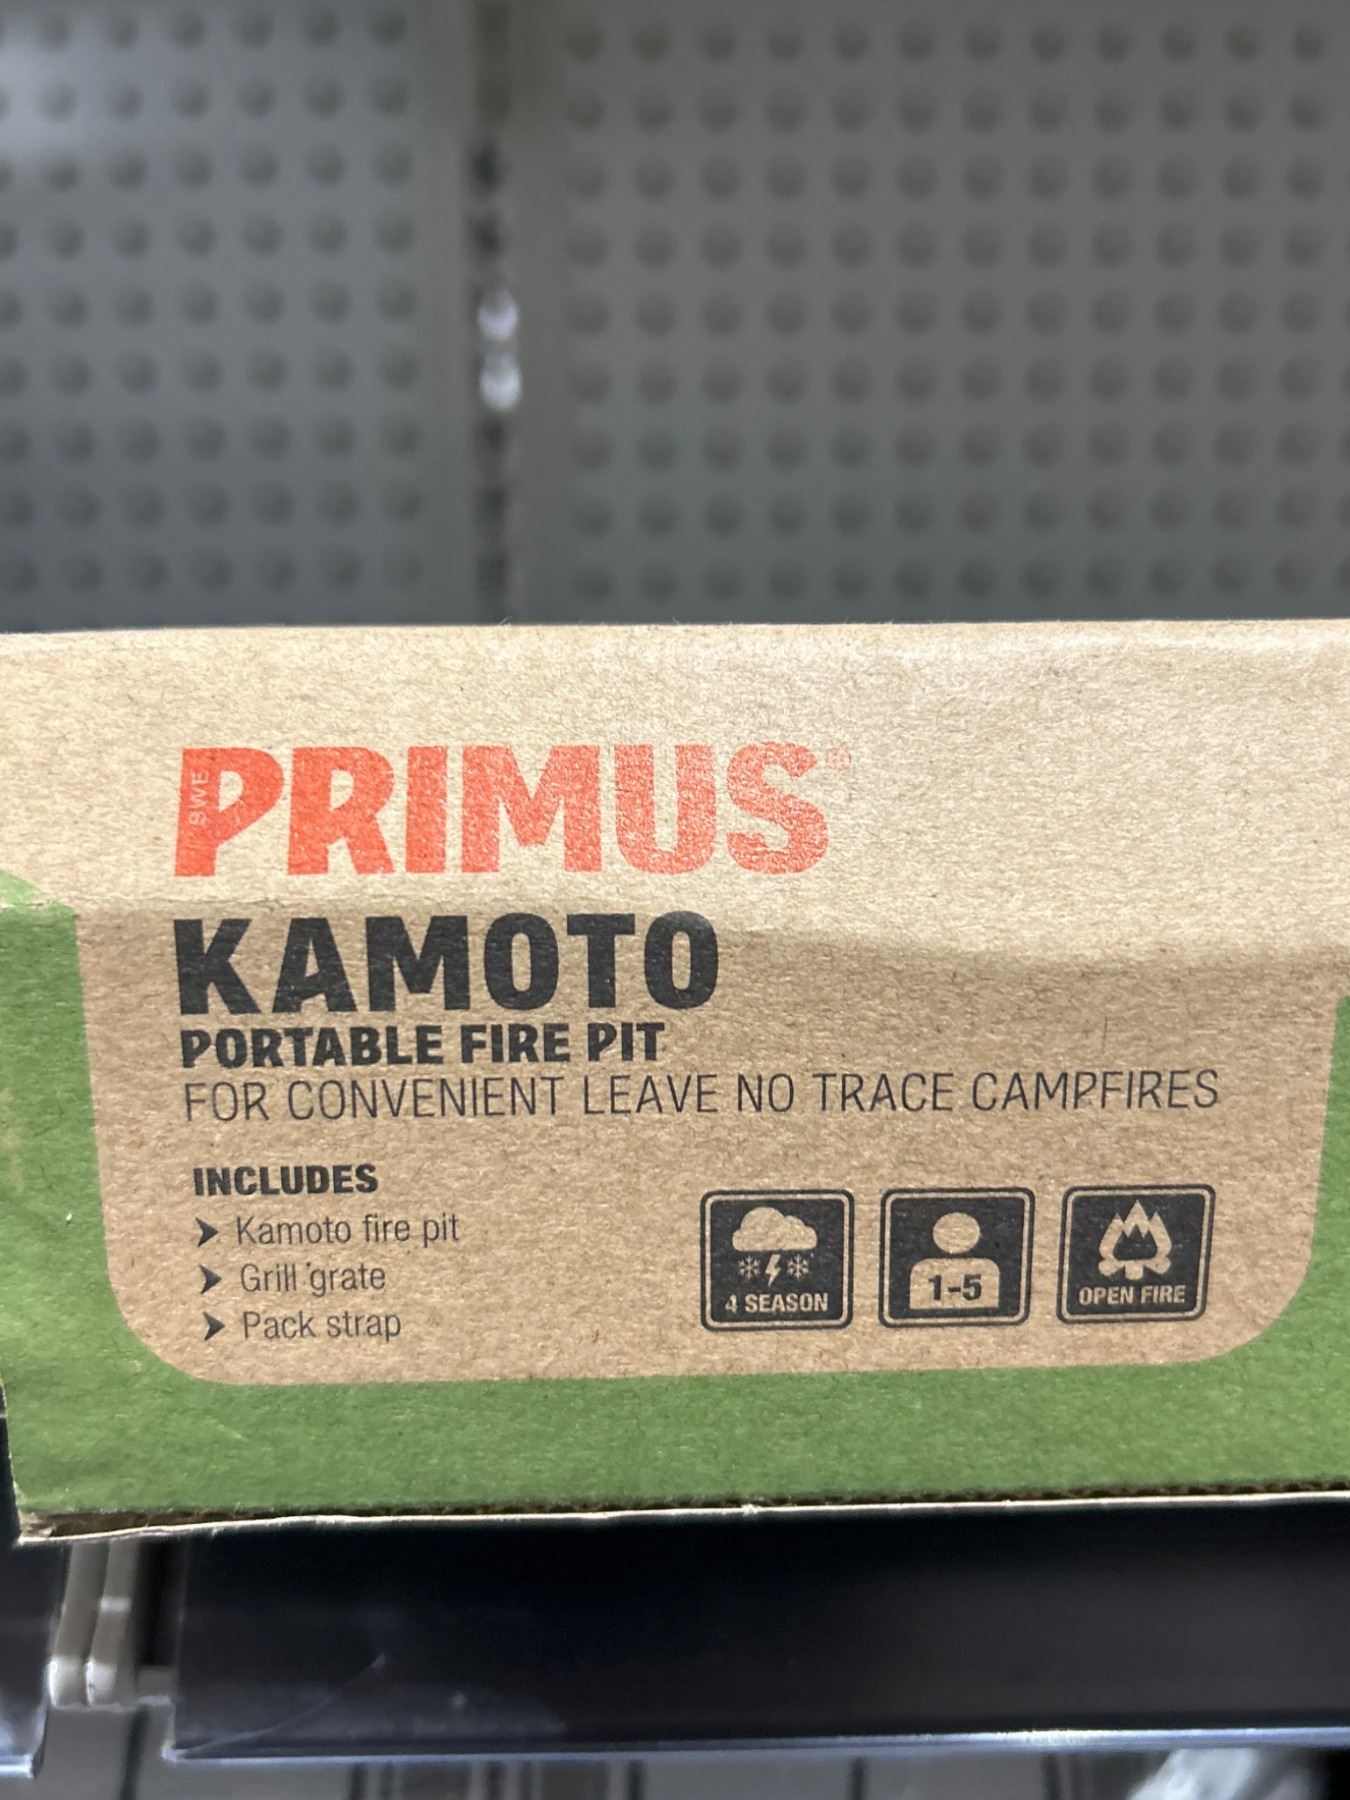 SWE
PRIMUS®
KAMOTO
PORTABLE FIRE PIT
FOR CONVENIENT LEAVE NO TRACE CAMPFIRES
INCLUDES
Kamoto fire pit
Grill grate
Pack strap
4 SEASON
1-5
OPEN FIRE